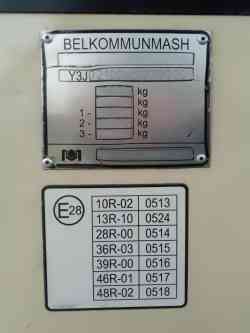 BELKOMMUNMASH
Y3J
kg
kg
1 - kg
2 - kg
3 - kg
E28
10R-02 0513
13R-10 0524
28R-00 0514
36R-03 0515
39R-00 0516
46R-01 0517
48R-02 0518